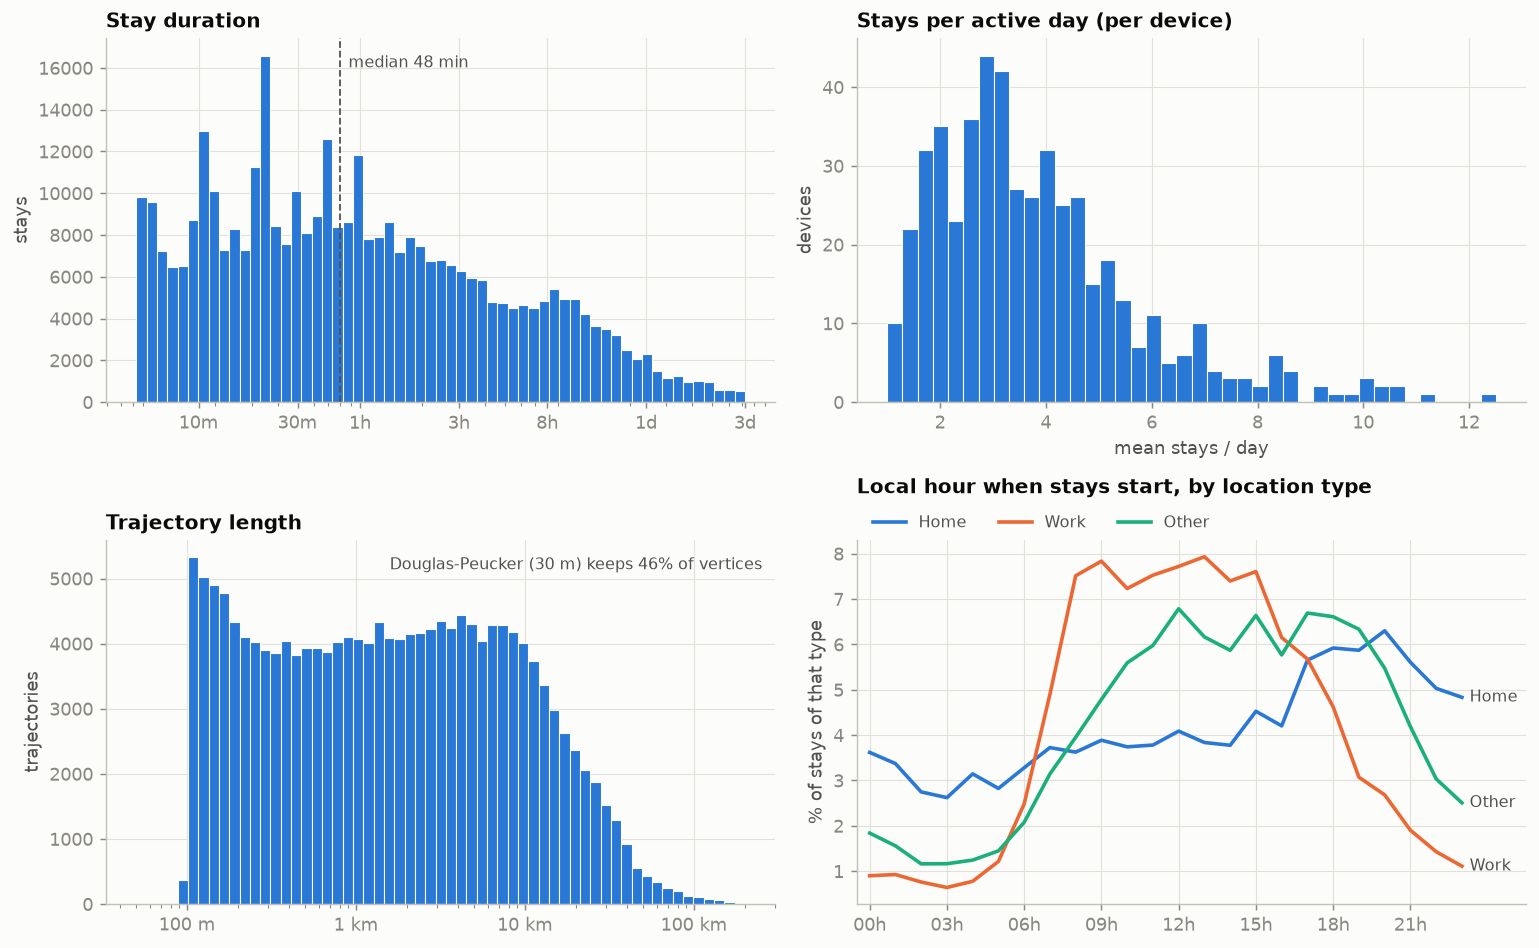 Stay duration
stays
16000
14000
12000
10000
8000
6000
4000
2000
0
median 48 min
10m 30m 1h 3h 8h 1d 3d
Stays per active day (per device)
devices
40
30
20
10
0
2 4 6 8 10 12
mean stays / day
Trajectory length
trajectories
5000
4000
3000
2000
1000
0
Douglas-Peucker (30 m) keeps 46% of vertices
100 m 1 km 10 km 100 km
Local hour when stays start, by location type
Home Work Other
% of stays of that type
8
7
6
5
4
3
2
1
Home
Other
Work
00h 03h 06h 09h 12h 15h 18h 21h